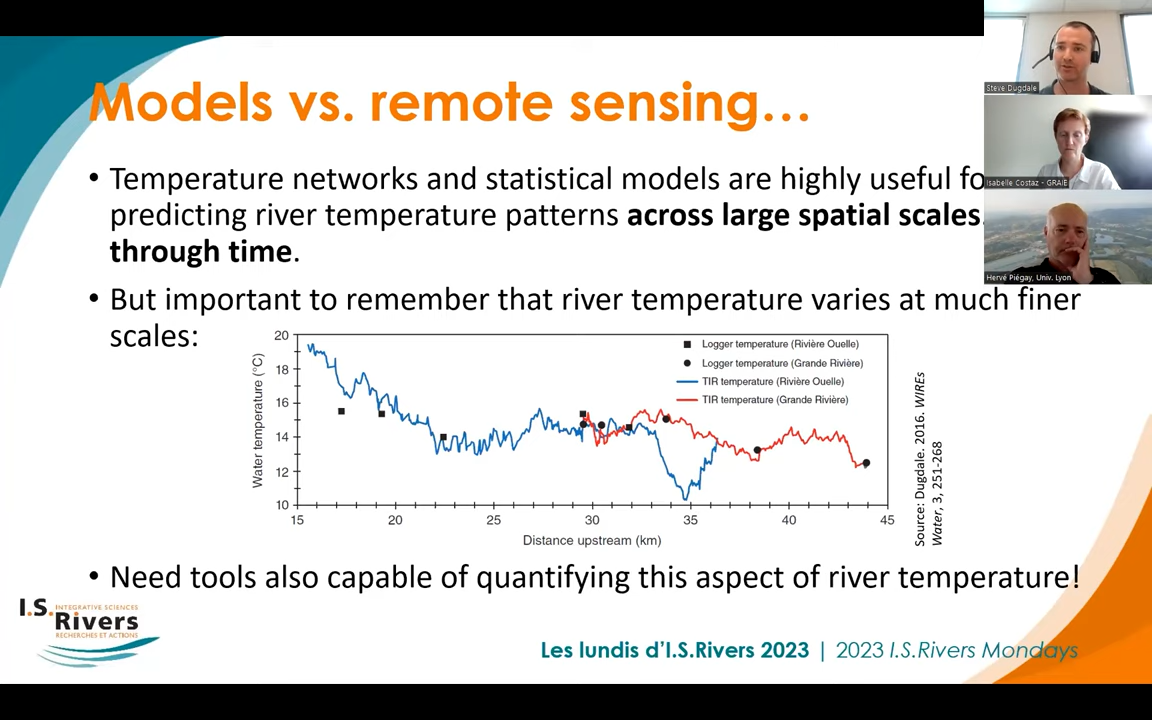 Models vs. remote sensing…
• Temperature networks and statistical models are highly useful fo
predicting river temperature patterns across large spatial scales
through time.
• But important to remember that river temperature varies at much finer
scales:
20
18
16
14
12
10
Water temperature (°C)
15 20 25 30 35 40 45
Distance upstream (km)
Logger temperature (Rivière Ouelle)
Logger temperature (Grande Rivière)
TIR temperature (Rivière Ouelle)
TIR temperature (Grande Rivière)
Source: Dugdale. 2016. WIREs
Water, 3, 251-268
• Need tools also capable of quantifying this aspect of river temperature!
I.S. INTEGRATIVE SCIENCES
Rivers
RECHERCHES ET ACTIONS
Les lundis d'I.S.Rivers 2023 | 2023 I.S.Rivers Mondays
Steve Dugdale
Isabelle Costaz - GRAIE
Hervé Piégay, Univ. Lyon